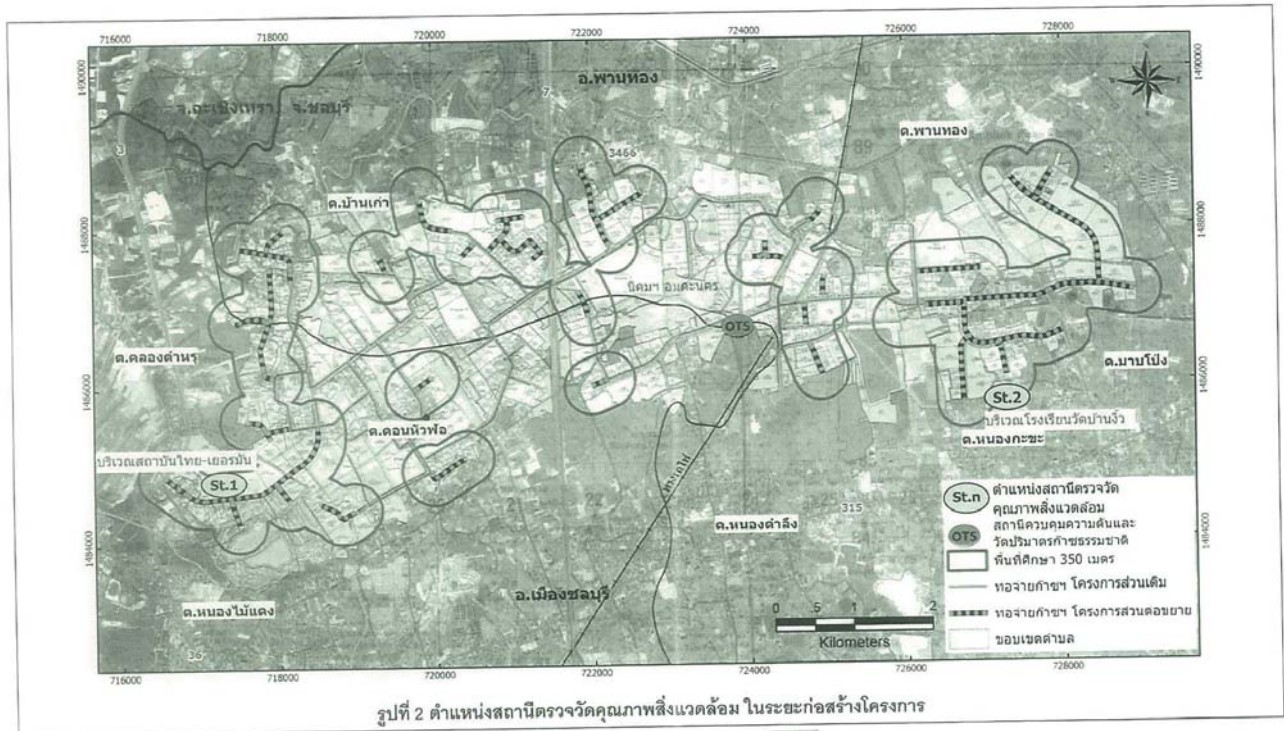 716000 718000 720000 722000 724000 726000 728000
1490000
1490000
อ.พานทอง
จ.ฉะเชิงเทรา จ.ชลบุรี
7
ต.พานทอง
3
89
3466
ต.บ้านเก่า
1488000
1488000
นิคมฯ อมตะนคร
OTS
ต.คลองตำหรุ
ต.มาบโป่ง
1486000
1486000
St.2
บริเวณโรงเรียนวัดบ้านงิ้ว
ต.ดอนหัวฬ่อ
ต.หนองกะขะ
บริเวณสถาบันไทย-เยอรมัน
St.1
St.n ตำแหน่งสถานีตรวจวัด
คุณภาพสิ่งแวดล้อม
315
ต.หนองตำลึง
OTS สถานีควบคุมความดันและ
วัดปริมาตรก๊าซธรรมชาติ
1484000
1484000
พื้นที่ศึกษา 350 เมตร
ท่อจ่ายก๊าซฯ โครงการส่วนเดิม
อ.เมืองชลบุรี
ต.หนองไม้แดง
ท่อจ่ายก๊าซฯ โครงการส่วนต่อขยาย
0 .5 1 2
Kilometers
ขอบเขตตำบล
36
716000 718000 720000 722000 724000 726000 728000
รูปที่ 2 ตำแหน่งสถานีตรวจวัดคุณภาพสิ่งแวดล้อม ในระยะก่อสร้างโครงการ